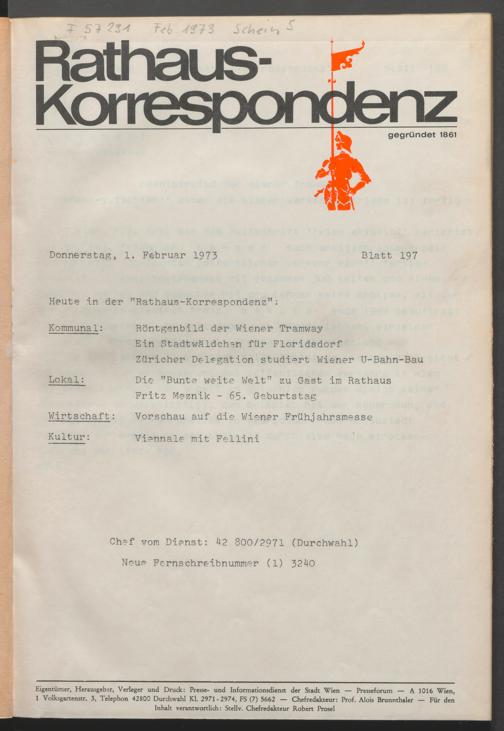 F 57291 Feb 1973 Schein S
Rathaus-
Korrespondenz
gegründet 1861
Donnerstag, 1. Februar 1973 Blatt 197
Heute in der "Rathaus-Korrespondenz":
Kommunal: Röntgenbild der Wiener Tramway
Ein Stadtwäldchen für Floridsdorf
Züricher Delegation studiert Wiener U-Bahn-Bau
Lokal: Die "Bunte weite Welt" zu Gast im Rathaus
Fritz Meznik - 65. Geburtstag
Wirtschaft: Vorschau auf die Wiener Frühjahrsmesse
Kultur: Viennale mit Fellini
Chef vom Dienst: 42 800/2971 (Durchwahl)
Neue Fernschreibnummer (1) 3240
Eigentümer, Herausgeber, Verleger und Druck: Presse- und Informationsdienst der Stadt Wien — Presseforum — A 1016 Wien,
1 Volksgartenstr. 3, Telephon 42800 Durchwahl Kl. 2971-2974, FS (7) 5662 — Chefredakteur: Prof. Alois Brunnthaler — Für den
Inhalt verantwortlich: Stellv. Chefredakteur Robert Prosel